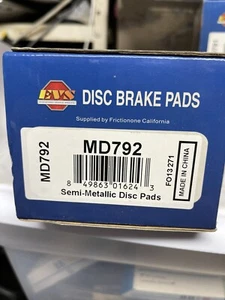 DISC BRAKE PADS
Supplied by Frictionone California
MD792
MD792
8 49863 01624 3
Semi-Metallic Disc Pads
FO13271
MADE IN CHINA